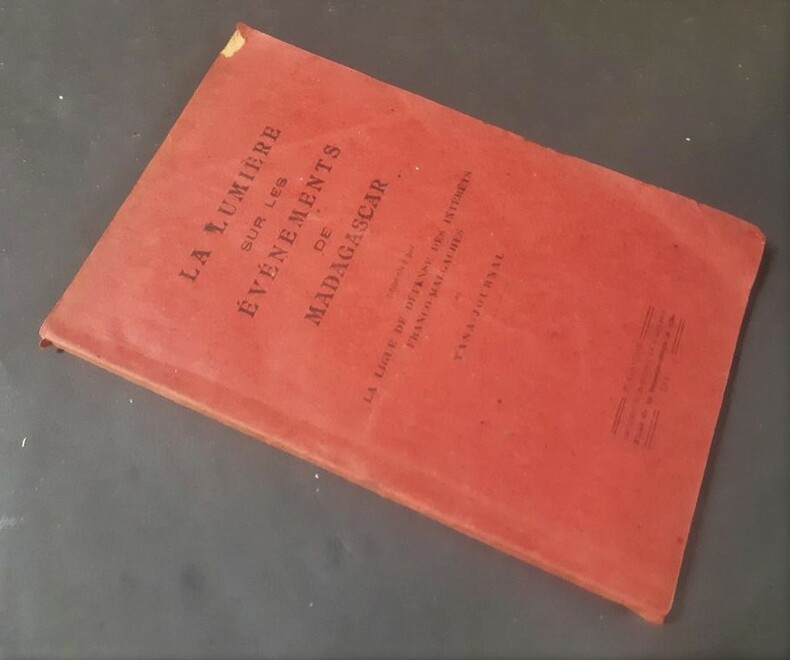 LA LUMIÈRE
SUR LES
ÉVÉNEMENTS
DE
MADAGASCAR
LA LIGUE DE DÉFENSE DES INTÉRÊTS
FRANCO-MALGACHES
TANA-JOURNAL